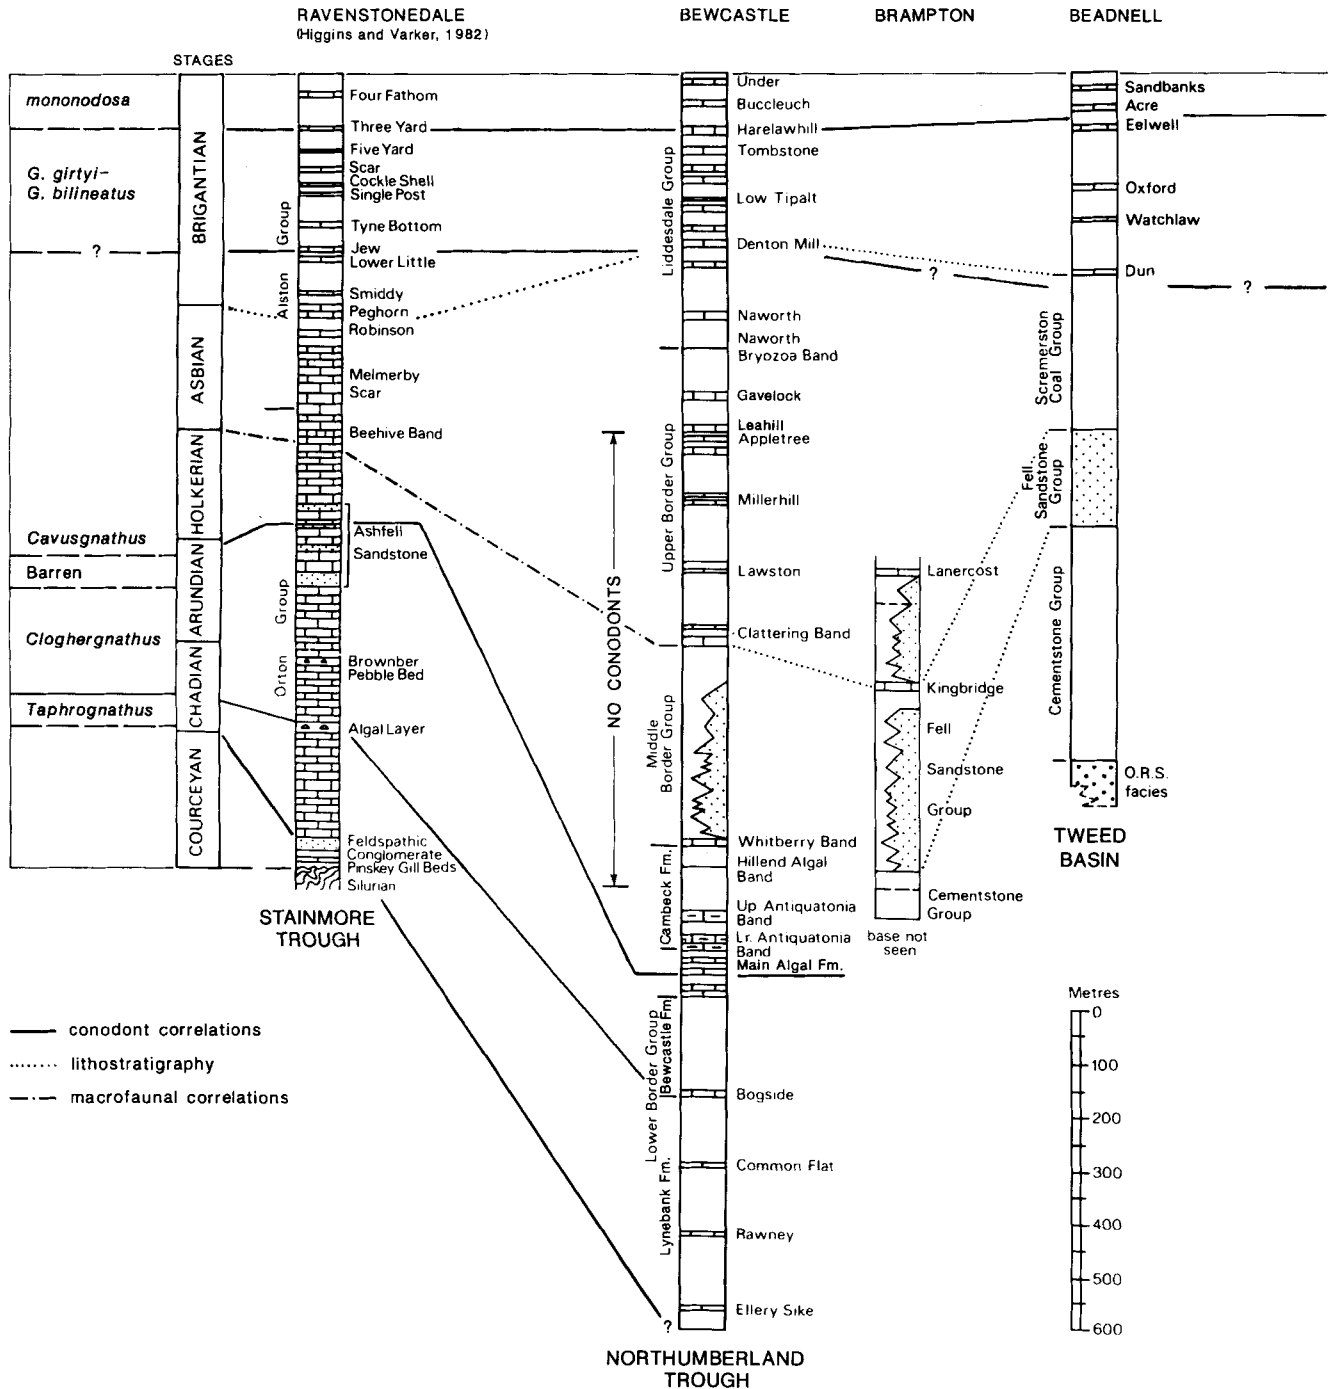 RAVENSTONEDALE
(Higgins and Varker, 1982)
BEWCASTLE
BRAMPTON
BEADNELL
STAGES
mononodosa
G. girtyi–
G. bilineatus
?
Cavusgnathus
Barren
Cloghergnathus
Taphrognathus
BRIGANTIAN
ASBIAN
HOLKERIAN
ARUNDIAN
CHADIAN
COURCEYAN
Alston Group
Orton Group
Four Fathom
Three Yard
Five Yard
Scar
Cockle Shell
Single Post
Tyne Bottom
Jew
Lower Little
Smiddy
Peghorn
Robinson
Melmerby
Scar
Beehive Band
Ashfell
Sandstone
Brownber
Pebble Bed
Algal Layer
Feldspathic
Conglomerate
Pinskey Gill Beds
Silurian
STAINMORE
TROUGH
NO CONODONTS
Liddesdale Group
Upper Border Group
Middle
Border Group
Cambeck Fm.
Lower Border Group
Bewcastle Fm
Lynebank Fm.
Under
Buccleuch
Harelawhill
Tombstone
Low Tipalt
Denton Mill
Naworth
Naworth
Bryozoa Band
Gavelock
Leahill
Appletree
Millerhill
Lawston
Clattering Band
Whitberry Band
Hillend Algal
Band
Up Antiquatonia
Band
Lr. Antiquatonia
Band
Main Algal Fm.
Bogside
Common Flat
Rawney
Ellery Sike
?
NORTHUMBERLAND
TROUGH
Lanercost
Kingbridge
Fell
Sandstone
Group
Cementstone
Group
base not
seen
?
?
Scremerston
Coal Group
Fell
Sandstone
Group
Cementstone Group
Sandbanks
Acre
Eelwell
Oxford
Watchlaw
Dun
O.R.S.
facies
TWEED
BASIN
Metres
0
100
200
300
400
500
600
conodont correlations
lithostratigraphy
macrofaunal correlations